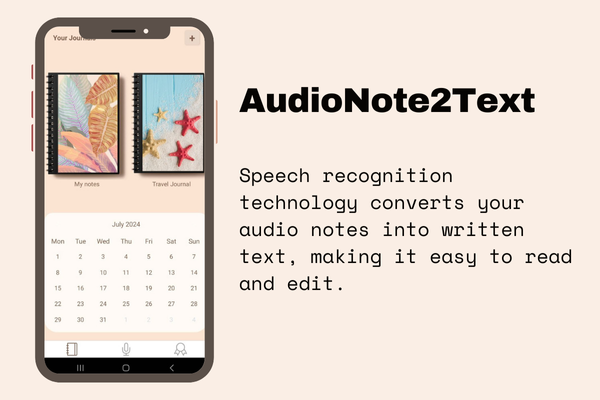 Your Journals
+
My notes
Travel Journal
July 2024
Mon Tue Wed Thu Fri Sat Sun
1 2 3 4 5 6 7
8 9 10 11 12 13 14
15 16 17 18 19 20 21
22 23 24 25 26 27 28
29 30 31 1 2 3 4
AudioNote2Text
Speech recognition
technology converts your
audio notes into written
text, making it easy to read
and edit.